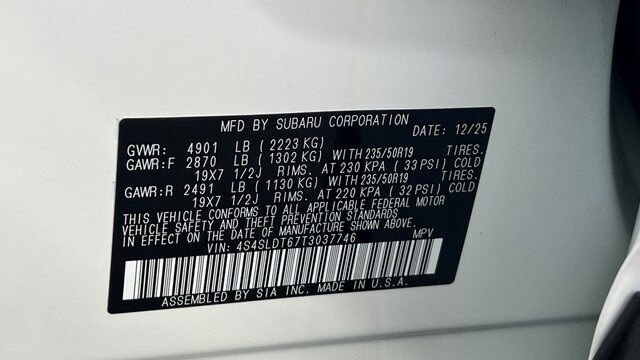 MFD BY SUBARU CORPORATION
DATE: 12/25
GVWR: 4901 LB ( 2223 KG)
GAWR:F 2870 LB ( 1302 KG) WITH 235/50R19 TIRES.
19X7 1/2J RIMS. AT 230 KPA ( 33 PSI) COLD
GAWR:R 2491 LB ( 1130 KG) WITH 235/50R19 TIRES.
19X7 1/2J RIMS. AT 220 KPA ( 32 PSI) COLD
THIS VEHICLE CONFORMS TO ALL APPLICABLE FEDERAL MOTOR
VEHICLE SAFETY AND THEFT PREVENTION STANDARDS
IN EFFECT ON THE DATE OF MANUFACTURE SHOWN ABOVE.
VIN: 4S4SLDT67T3037746 MPV
ASSEMBLED BY SIA INC. MADE IN U.S.A.